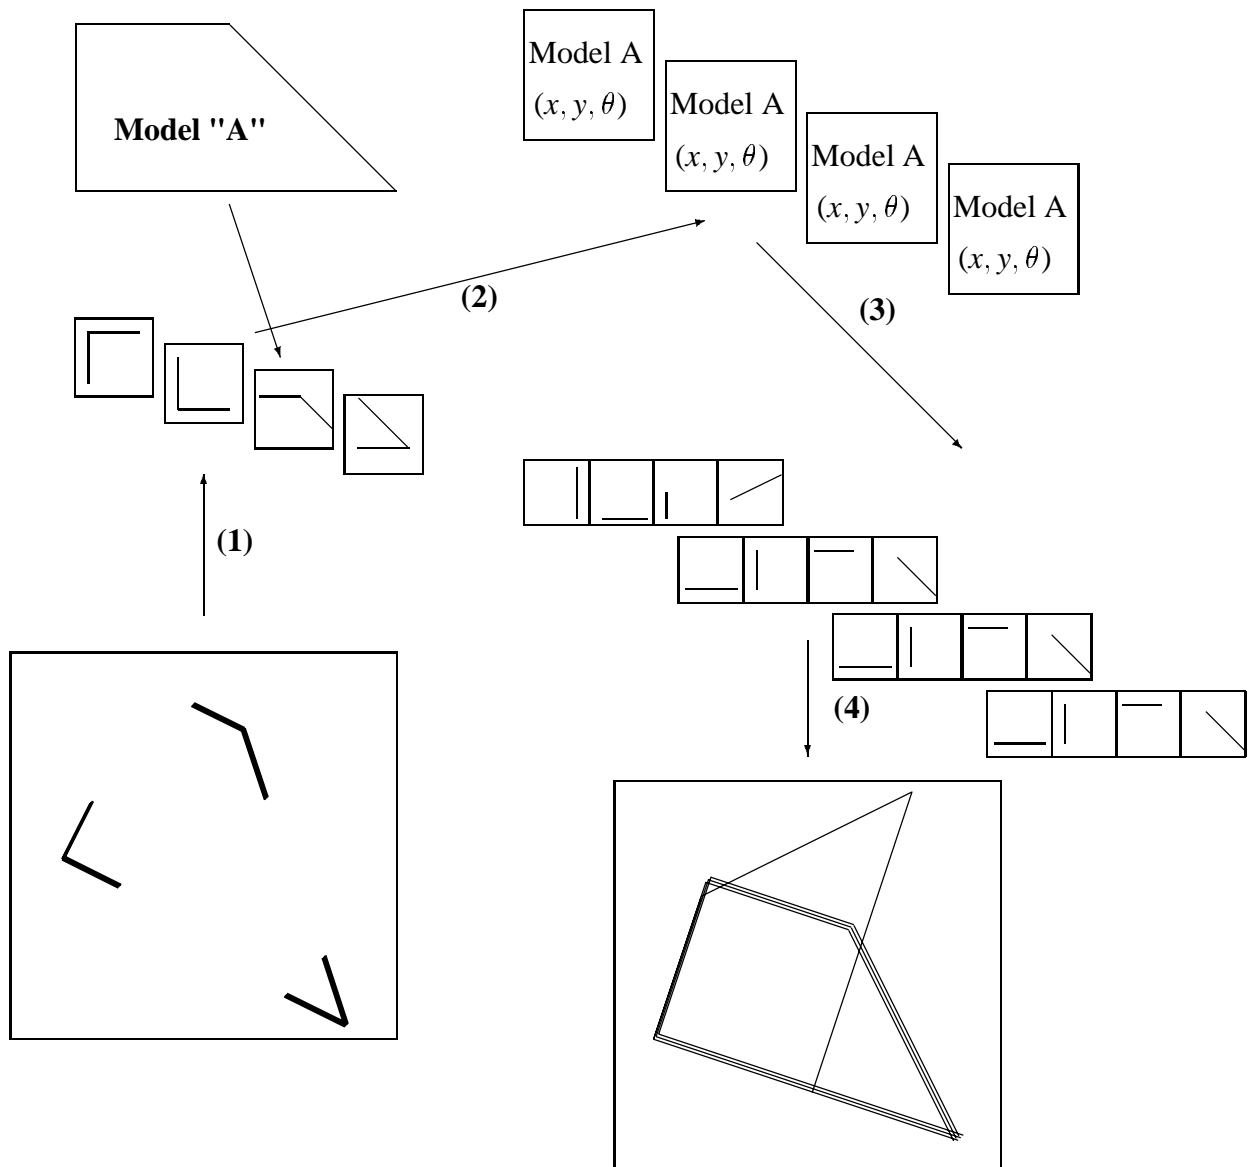 Model "A"
Model A
(x, y, θ)
Model A
(x, y, θ)
Model A
(x, y, θ)
Model A
(x, y, θ)
(2)
(3)
(1)
(4)